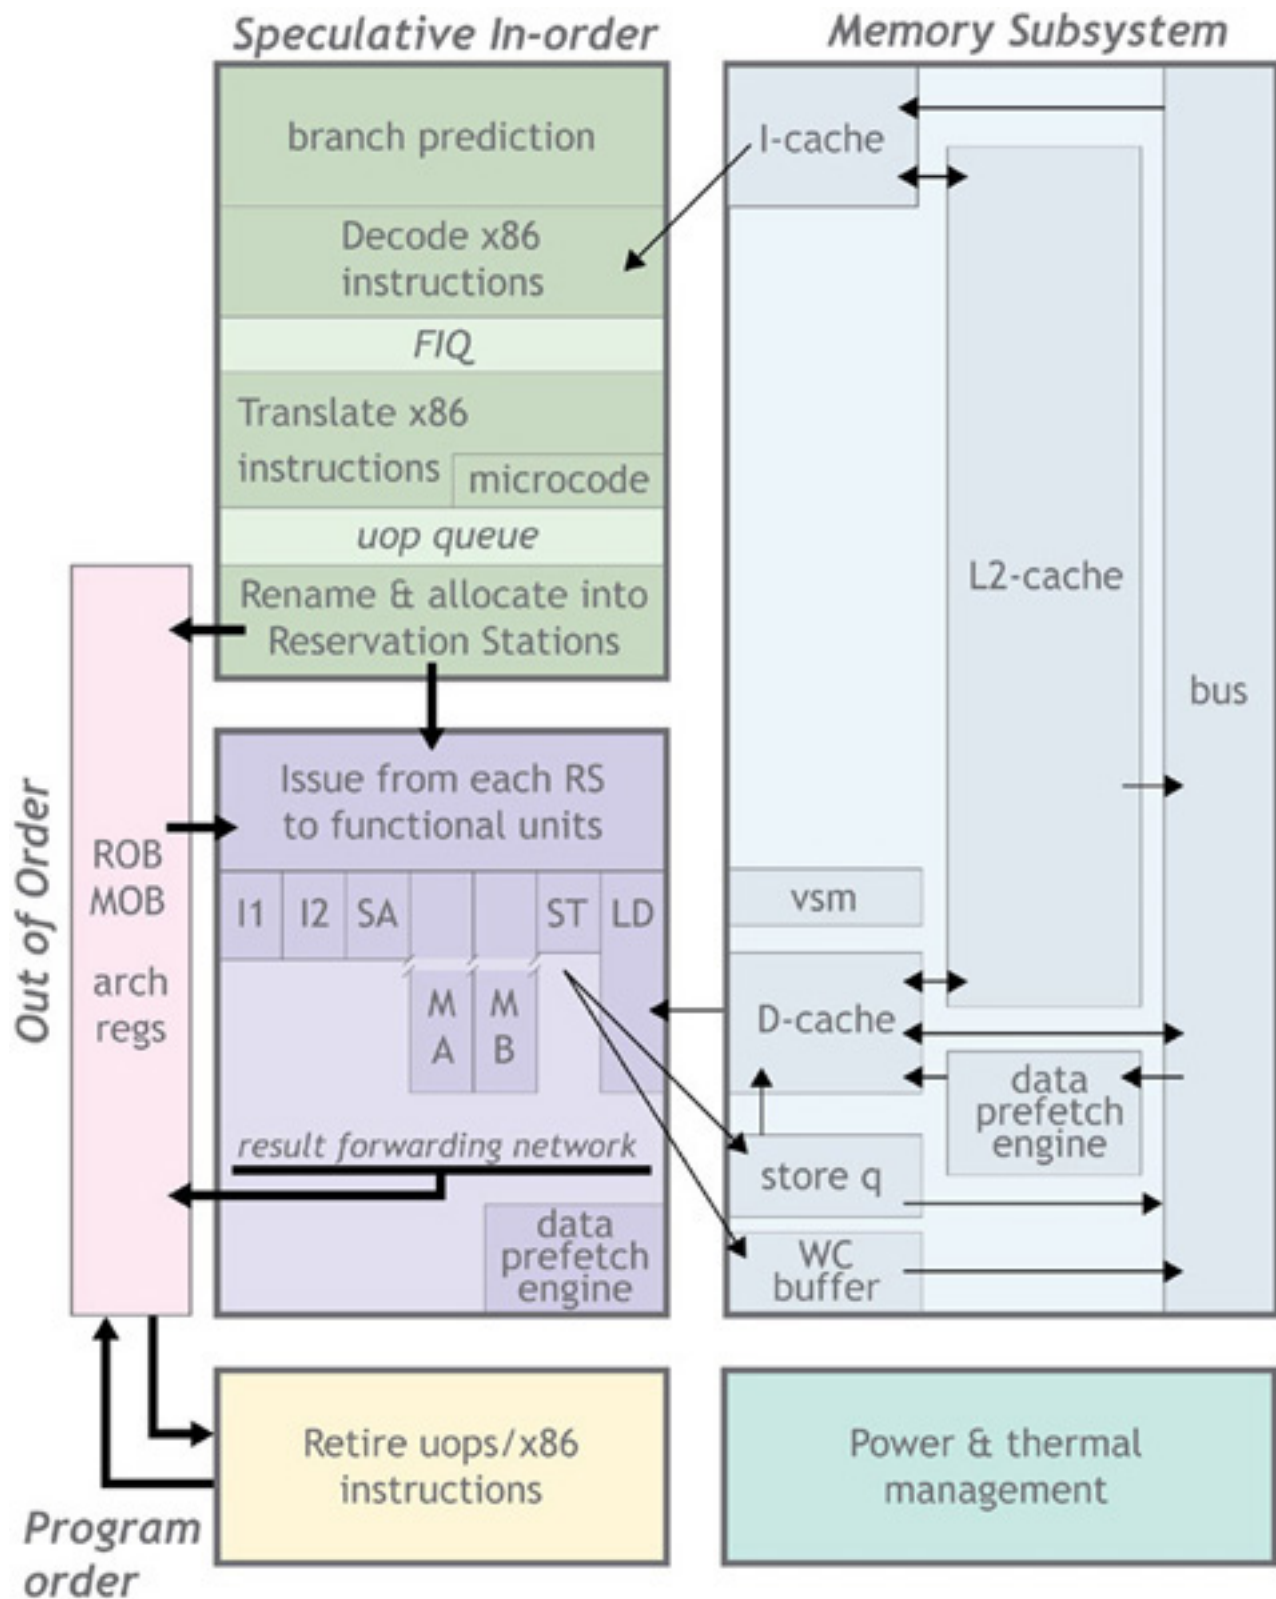 Speculative In-order
branch prediction
Decode x86
instructions
FIQ
Translate x86
instructions
microcode
uop queue
Rename & allocate into
Reservation Stations
Out of Order
ROB
MOB
arch
regs
Issue from each RS
to functional units
I1 I2 SA ST LD
M M
A B
result forwarding network
data
prefetch
engine
Retire uops/x86
instructions
Program
order
Memory Subsystem
I-cache
L2-cache
bus
vsm
D-cache
data
prefetch
engine
store q
WC
buffer
Power & thermal
management